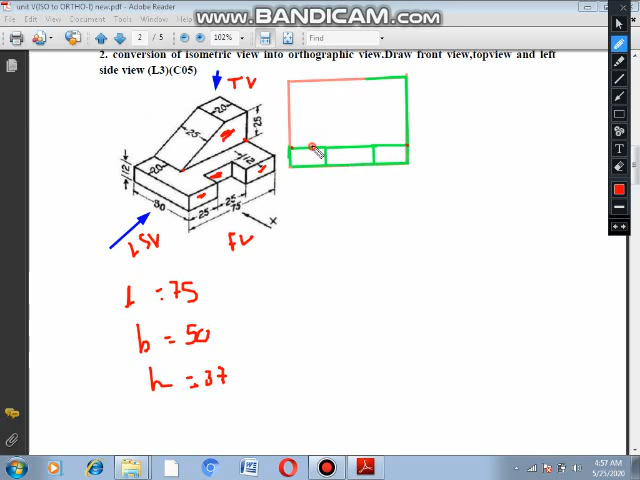 unit V(ISO to ORTHO-I) new.pdf - Adobe Reader
WWW.BANDICAM.COM
File Edit View Document Tools Window Help
2 / 5 102% Find
2. conversion of isometric view into orthographic view.Draw front view,topview and left
side view (L3)(C05)
TV
20
25
25
12
20
12
30
25
25
75
X
LSV
FV
l = 75
b = 50
h = 37
4:57 AM
5/25/2020